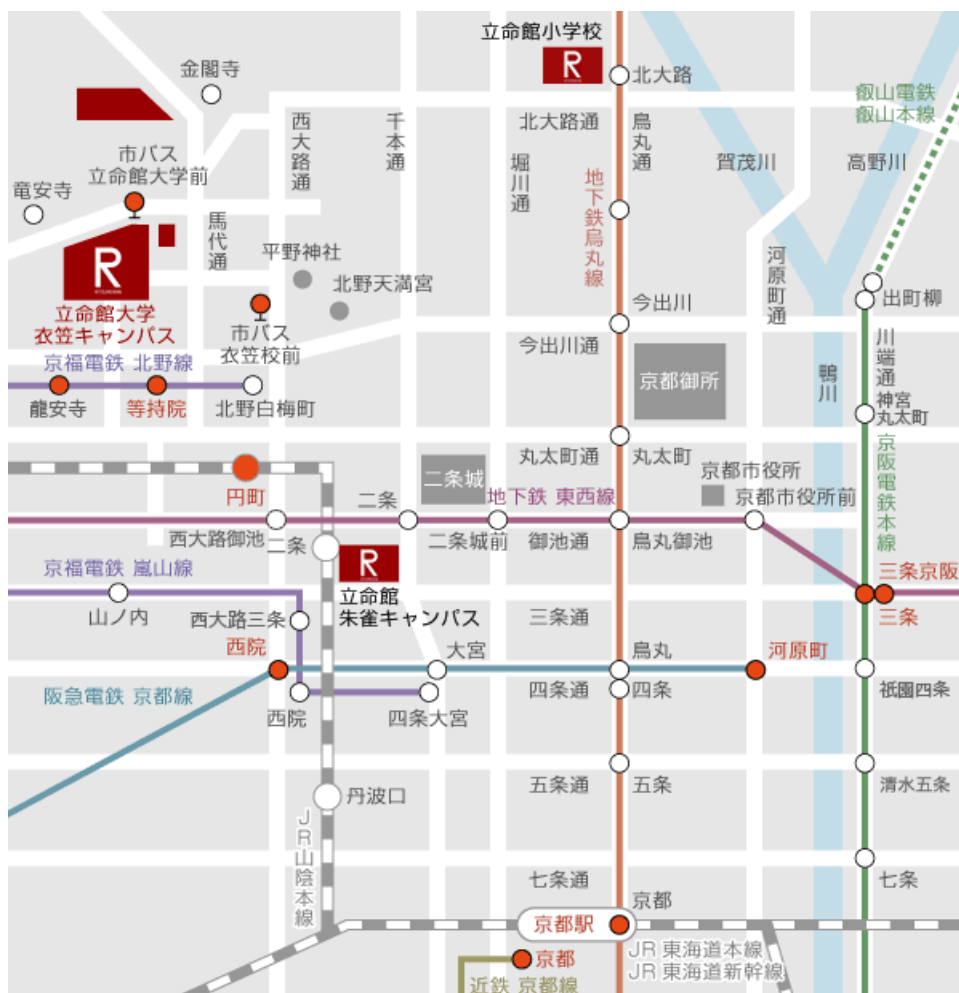 立命館小学校
R
北大路
金閣寺
叡山電鉄
叡山本線
西大路通
千本通
北大路通
烏丸通
堀川通
賀茂川
高野川
市バス
立命館大学前
竜安寺
馬代通
地下鉄烏丸線
平野神社
北野天満宮
河原町通
R
立命館大学
衣笠キャンパス
市バス
衣笠校前
今出川
今出川通
出町柳
川端通
京福電鉄 北野線
京都御所
鴨川
龍安寺
等持院
北野白梅町
神宮
丸太町
丸太町通
丸太町
京阪電鉄本線
円町
二条城
地下鉄 東西線
京都市役所
京都市役所前
二条
西大路御池
二条
二条城前
御池通
烏丸御池
R
京福電鉄 嵐山線
三条京阪
山ノ内
立命館
朱雀キャンパス
西大路三条
三条通
三条
西院
大宮
烏丸
河原町
阪急電鉄 京都線
西院
四条大宮
四条通
四条
祇園四条
五条通
五条
清水五条
丹波口
JR山陰本線
七条通
七条
京都
京都駅
JR 東海道本線
JR 東海道新幹線
京都
近鉄 京都線